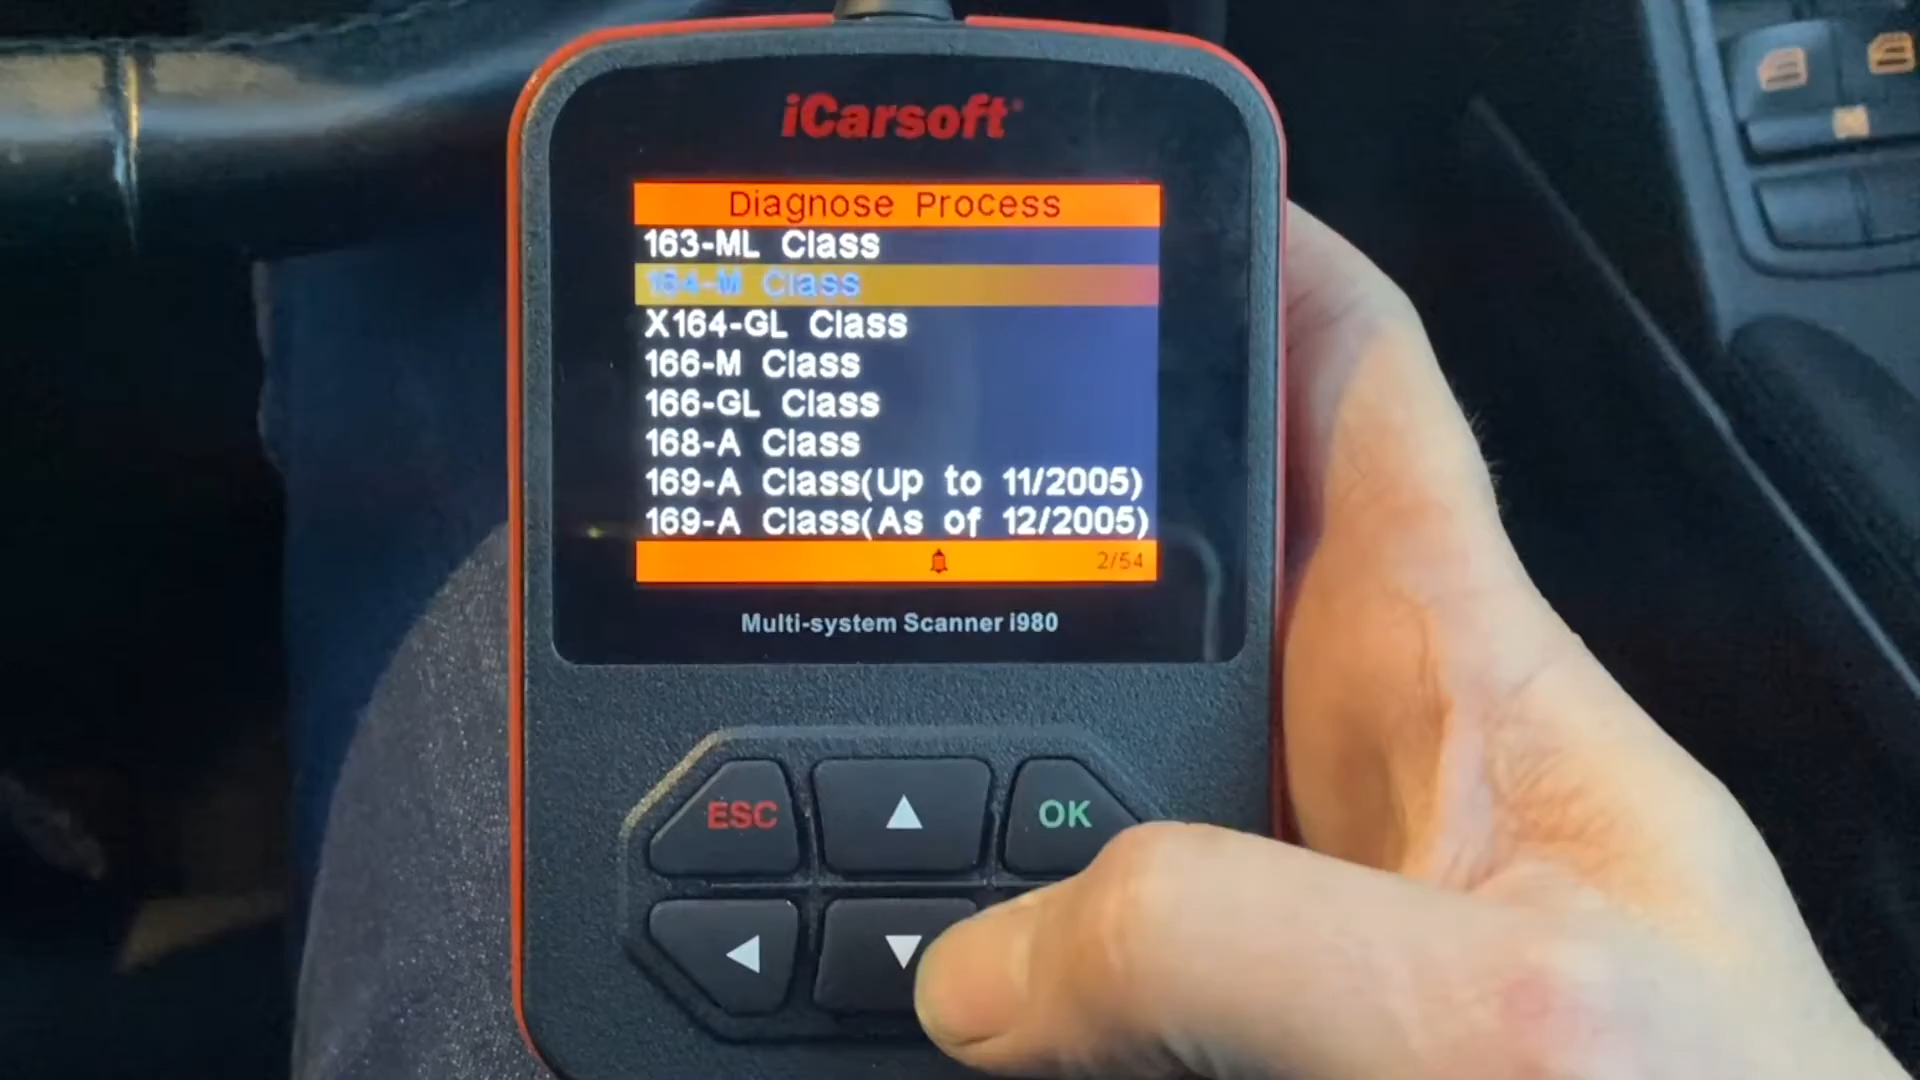 iCarsoft
Diagnose Process
163-ML Class
164-M Class
X164-GL Class
166-M Class
166-GL Class
168-A Class
169-A Class(Up to 11/2005)
169-A Class(As of 12/2005)
2/54
Multi-system Scanner i980
ESC
OK